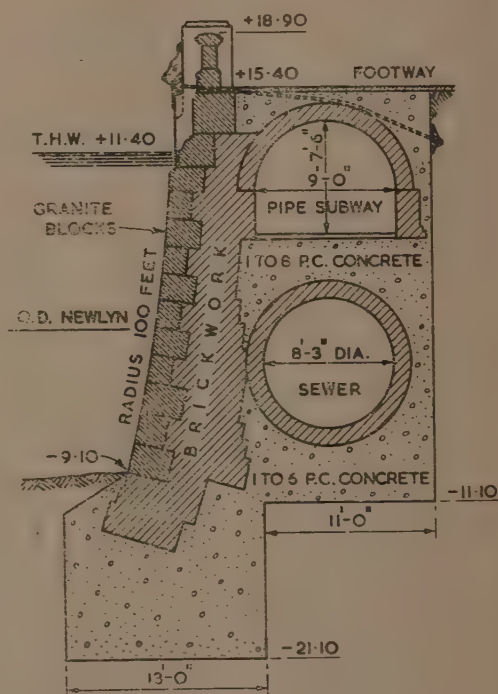 +18·90
+15·40
FOOTWAY
T.H.W. +11·40
7'-6"
9'-0"
PIPE SUBWAY
GRANITE
BLOCKS
1 TO 8 P.C. CONCRETE
RADIUS 100 FEET
BRICKWORK
O.D. NEWLYN
8'-3" DIA.
SEWER
-9·10
1 TO 6 P.C. CONCRETE
-11·10
11'-0"
-21·10
13'-0"